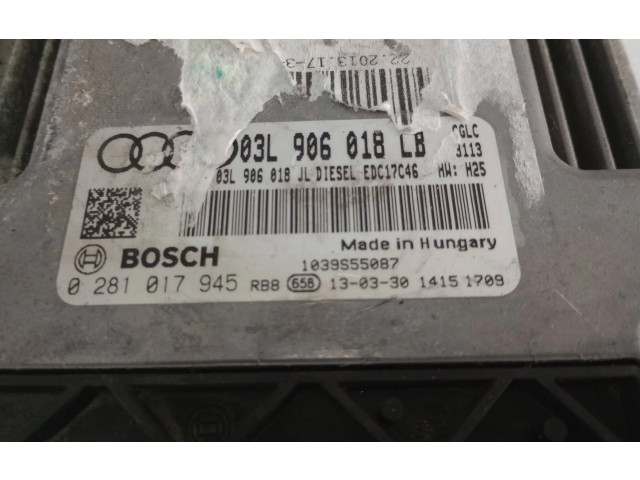 22.2013.17-3
03L 906 018 LB CGLC
3113
03L 906 018 JL DIESEL EDC17C46 HW: H25
BOSCH Made in Hungary
1039S55087
0 281 017 945 RB8 658 13-03-30 1415 1709